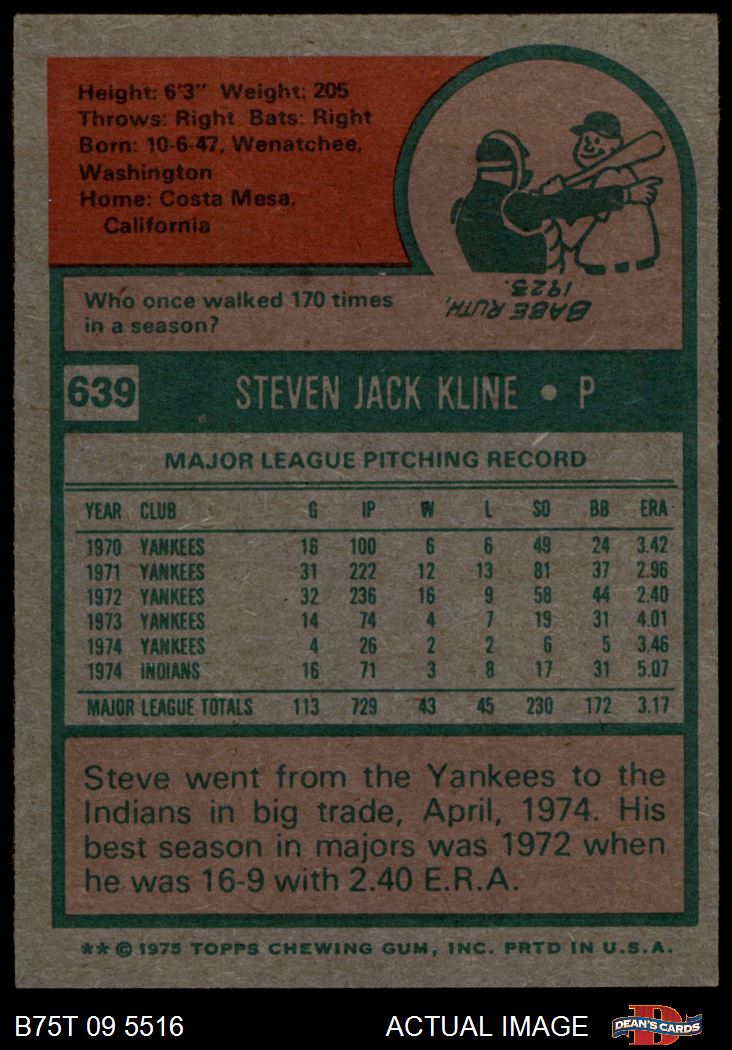 Height: 6'3" Weight: 205
Throws: Right Bats: Right
Born: 10-6-47, Wenatchee,
Washington
Home: Costa Mesa,
California
Who once walked 170 times
in a season?
BABE RUTH,
1923.
639 STEVEN JACK KLINE • P
MAJOR LEAGUE PITCHING RECORD
YEAR CLUB G IP W L SO BB ERA
1970 YANKEES 16 100 6 6 49 24 3.42
1971 YANKEES 31 222 12 13 81 37 2.96
1972 YANKEES 32 236 16 9 58 44 2.40
1973 YANKEES 14 74 4 7 19 31 4.01
1974 YANKEES 4 26 2 2 6 5 3.46
1974 INDIANS 16 71 3 8 17 31 5.07
MAJOR LEAGUE TOTALS 113 729 43 45 230 172 3.17
Steve went from the Yankees to the
Indians in big trade, April, 1974. His
best season in majors was 1972 when
he was 16-9 with 2.40 E.R.A.
** © 1975 TOPPS CHEWING GUM, INC. PRTD IN U.S.A.
B75T 09 5516 ACTUAL IMAGE D DEAN'S CARDS